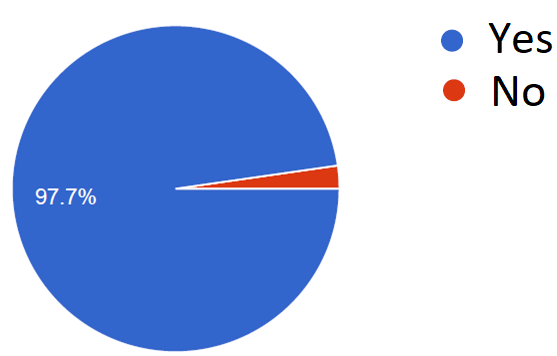 Yes
No
97.7%